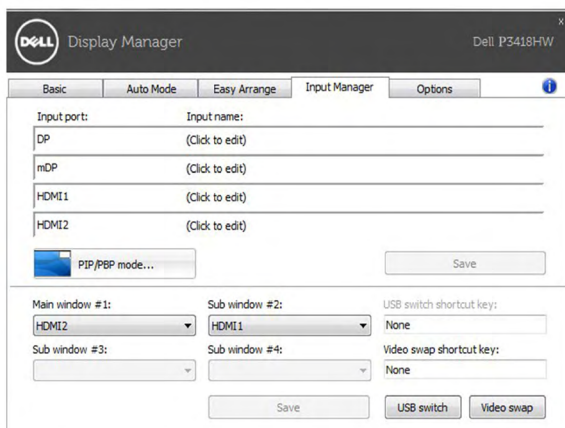 DELL Display Manager
Dell P3418HW
x
Basic Auto Mode Easy Arrange Input Manager Options i
Input port: Input name:
DP (Click to edit)
mDP (Click to edit)
HDMI1 (Click to edit)
HDMI2 (Click to edit)
PIP/PBP mode... Save
Main window #1: Sub window #2: USB switch shortcut key:
HDMI2 HDMI1 None
Sub window #3: Sub window #4: Video swap shortcut key:
None
Save USB switch Video swap